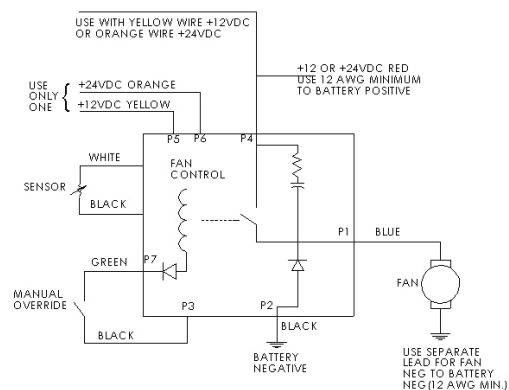 USE WITH YELLOW WIRE +12VDC
OR ORANGE WIRE +24VDC
+12 OR +24VDC RED
USE 12 AWG MINIMUM
TO BATTERY POSITIVE
USE
ONLY
ONE
+24VDC ORANGE
+12VDC YELLOW
P5
P6
P4
WHITE
FAN
CONTROL
SENSOR
BLACK
P1
BLUE
GREEN
P7
FAN
MANUAL
OVERRIDE
P3
P2
BLACK
BLACK
BATTERY
NEGATIVE
USE SEPARATE
LEAD FOR FAN
NEG TO BATTERY
NEG(12 AWG MIN.)